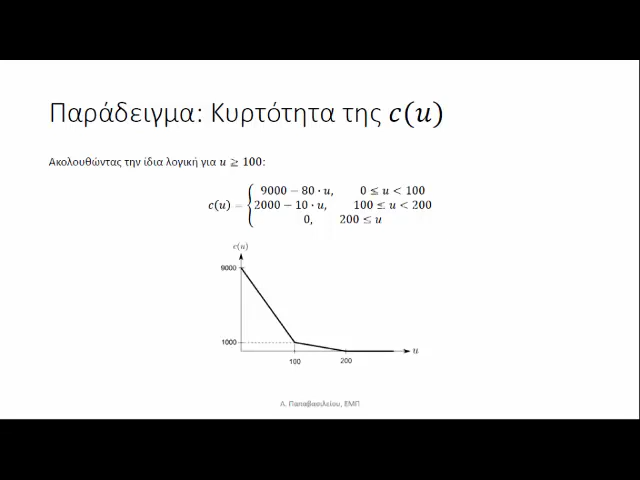 Παράδειγμα: Κυρτότητα της c(u)
Ακολουθώντας την ίδια λογική για u ≥ 100:
9000 − 80 · u, 0 ≤ u < 100
c(u) = { 2000 − 10 · u, 100 ≤ u < 200
0, 200 ≤ u
c(u)
9000
1000
u
100 200
Α. Παπαβασιλείου, ΕΜΠ